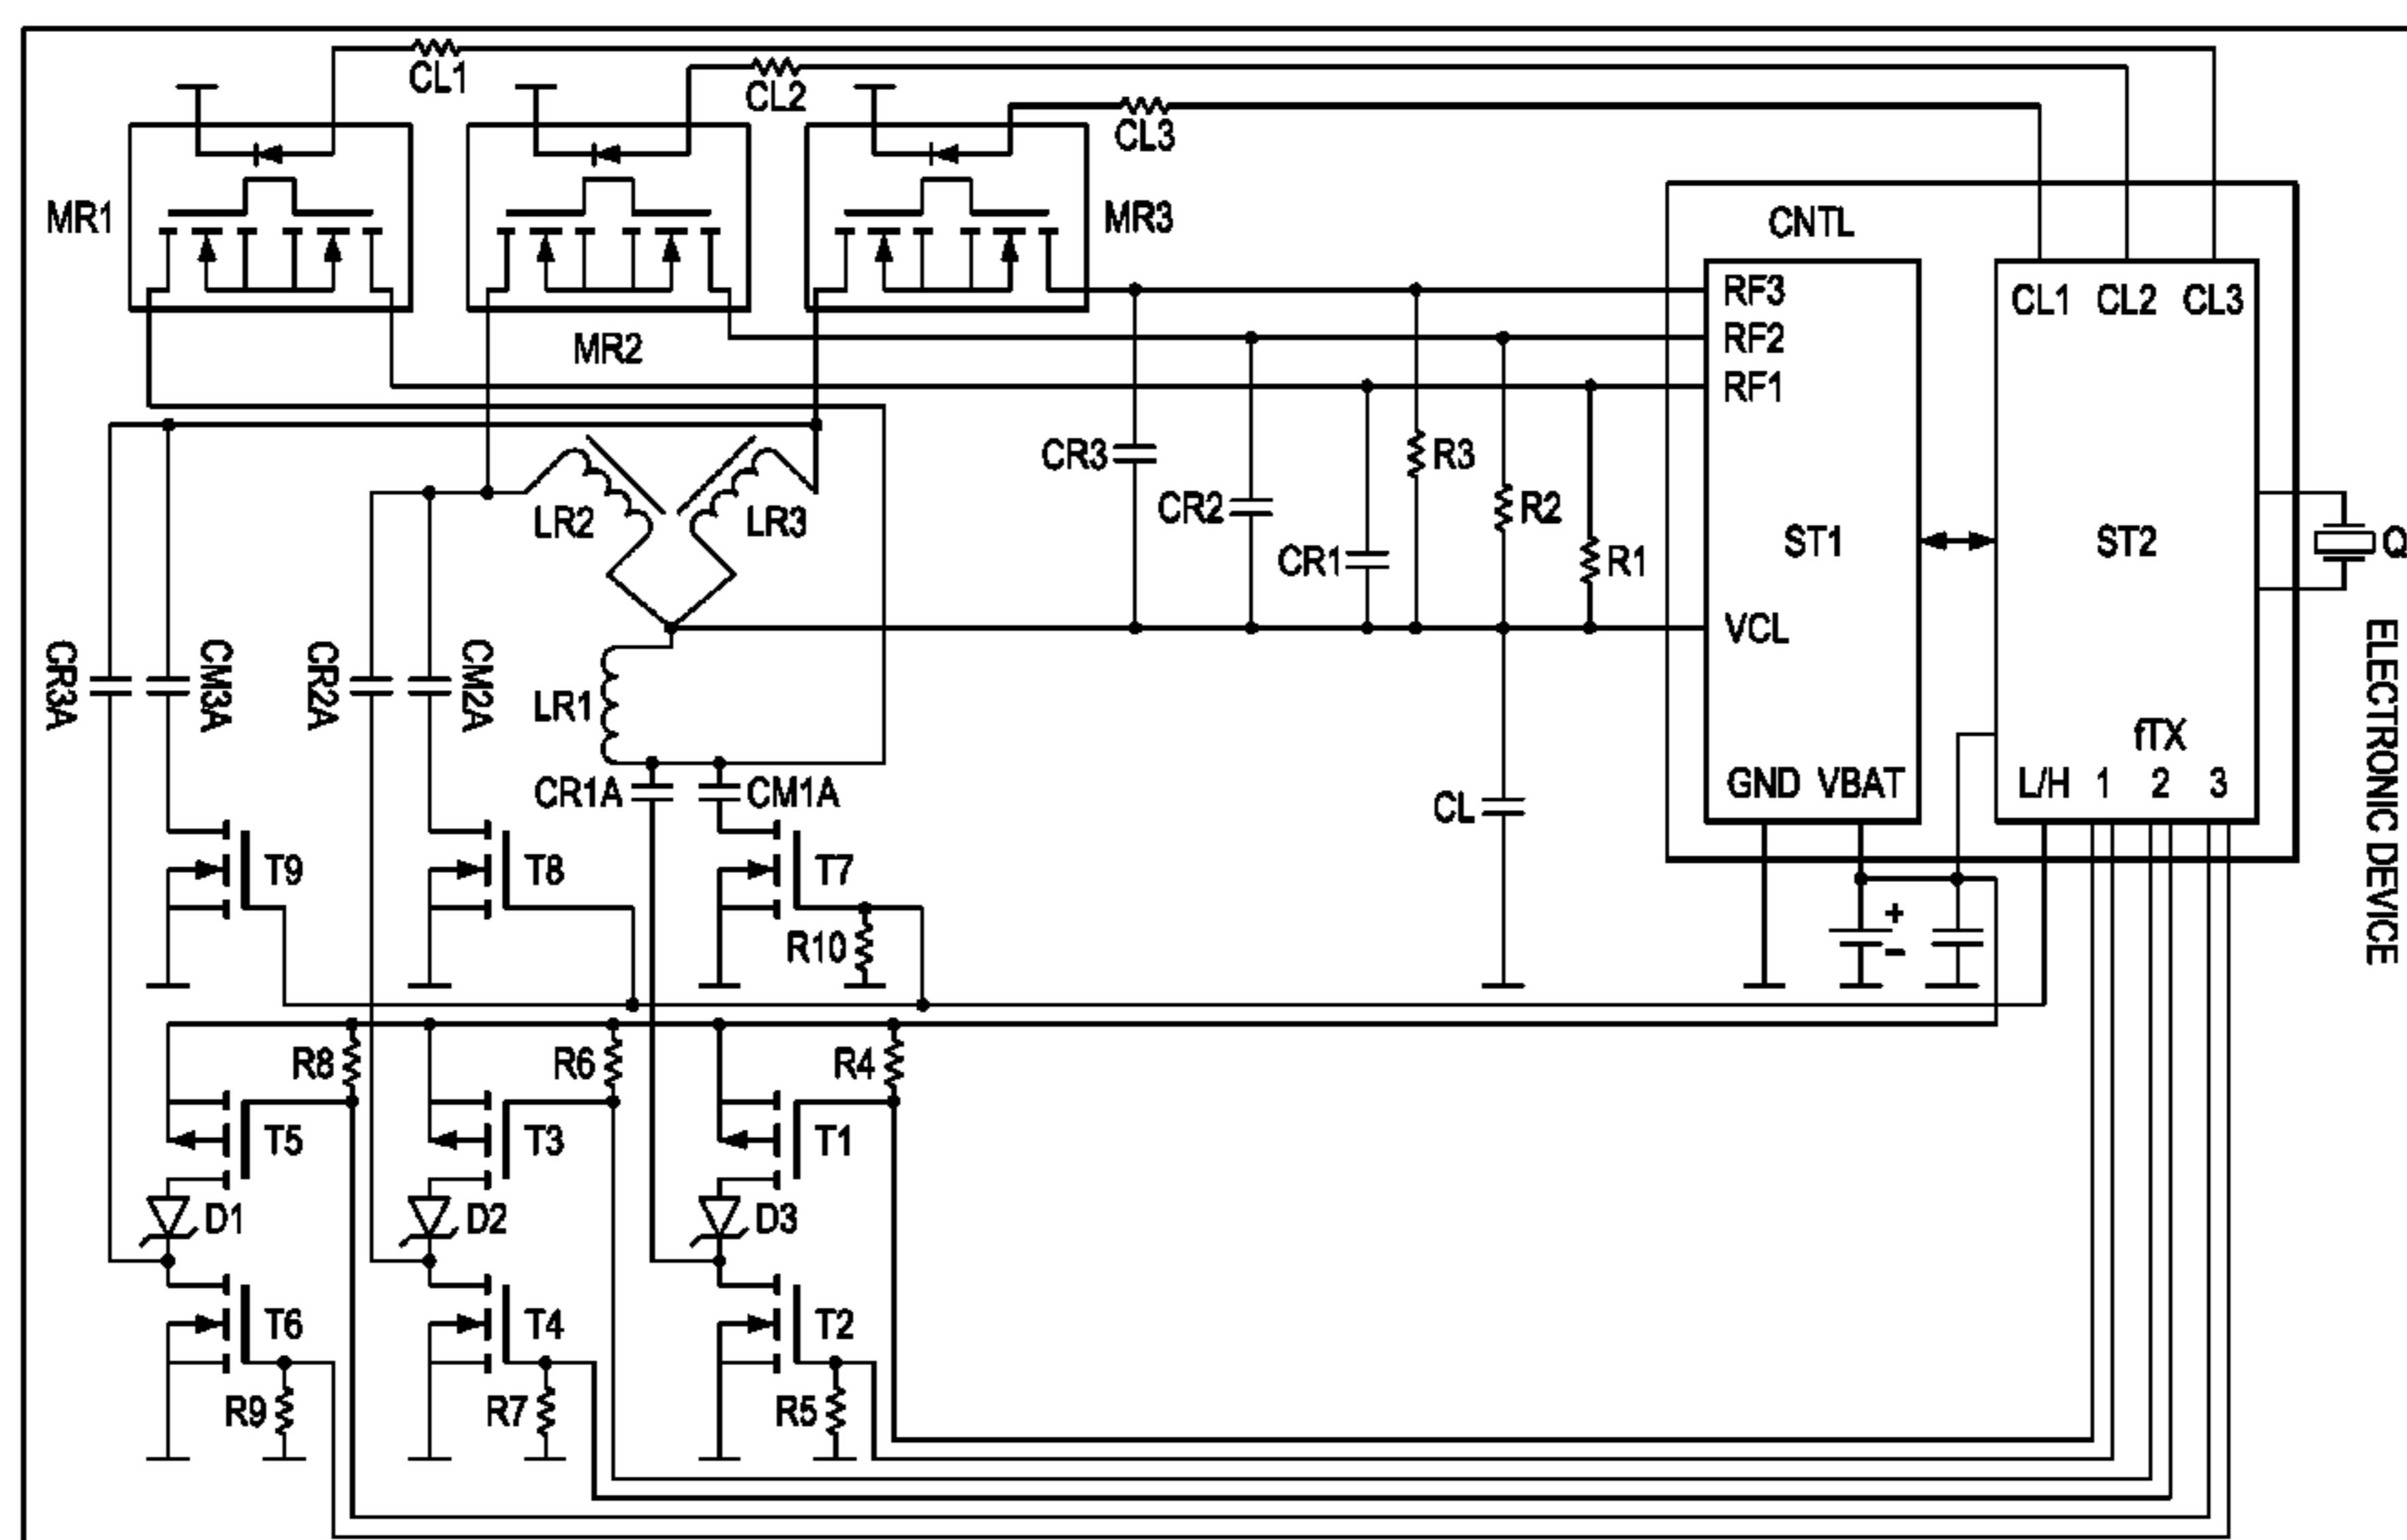 CL1
CL2
CL3
MR1
MR2
MR3
CNTL
RF3
RF2
RF1
CL1 CL2 CL3
LR2
LR3
CR3
CR2
CR1
R3
R2
R1
ST1
ST2
Q
VCL
CR3A
CM3A
CR2A
CM2A
LR1
CR1A
CM1A
CL
fTX
GND VBAT
L/H 1 2 3
ELECTRONIC DEVICE
T9
T8
T7
R10
+
−
R8
R6
R4
T5
T3
T1
D1
D2
D3
T6
T4
T2
R9
R7
R5